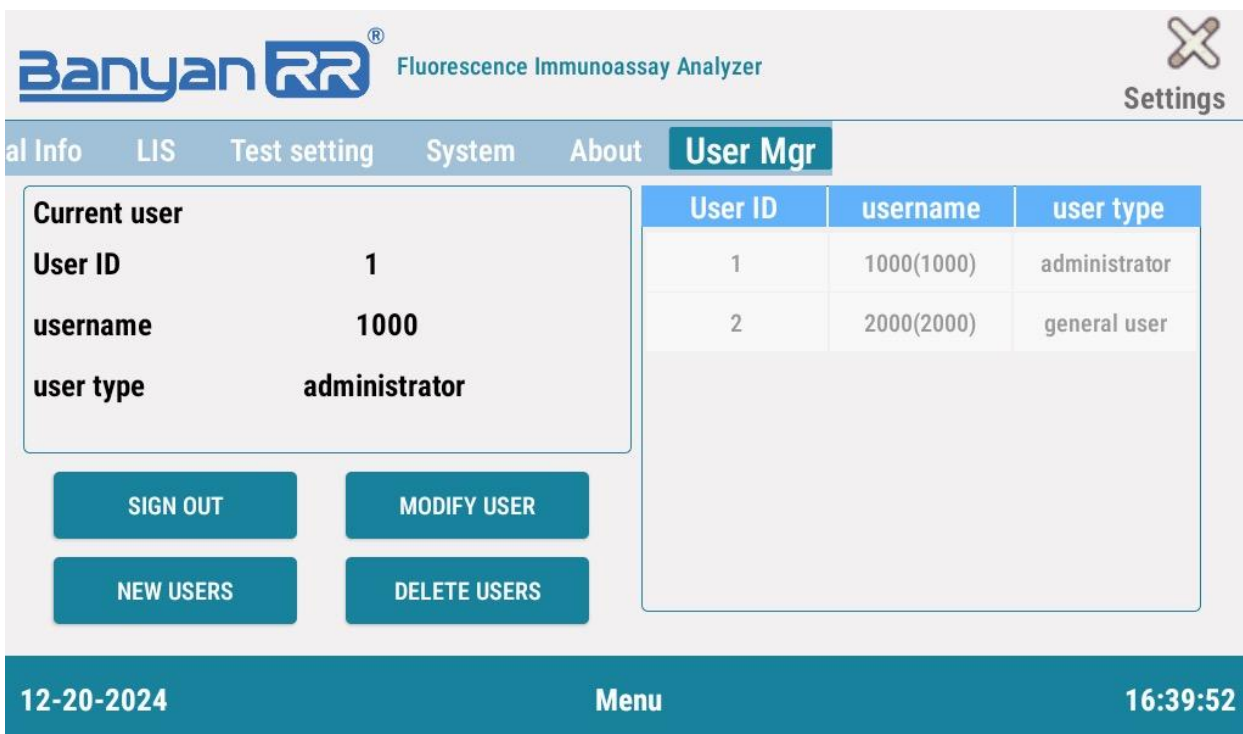 Banyan RR® Fluorescence Immunoassay Analyzer
Settings
al Info LIS Test setting System About User Mgr
Current user
User ID 1
username 1000
user type administrator
SIGN OUT MODIFY USER
NEW USERS DELETE USERS
User ID username user type
1 1000(1000) administrator
2 2000(2000) general user
12-20-2024 Menu 16:39:52